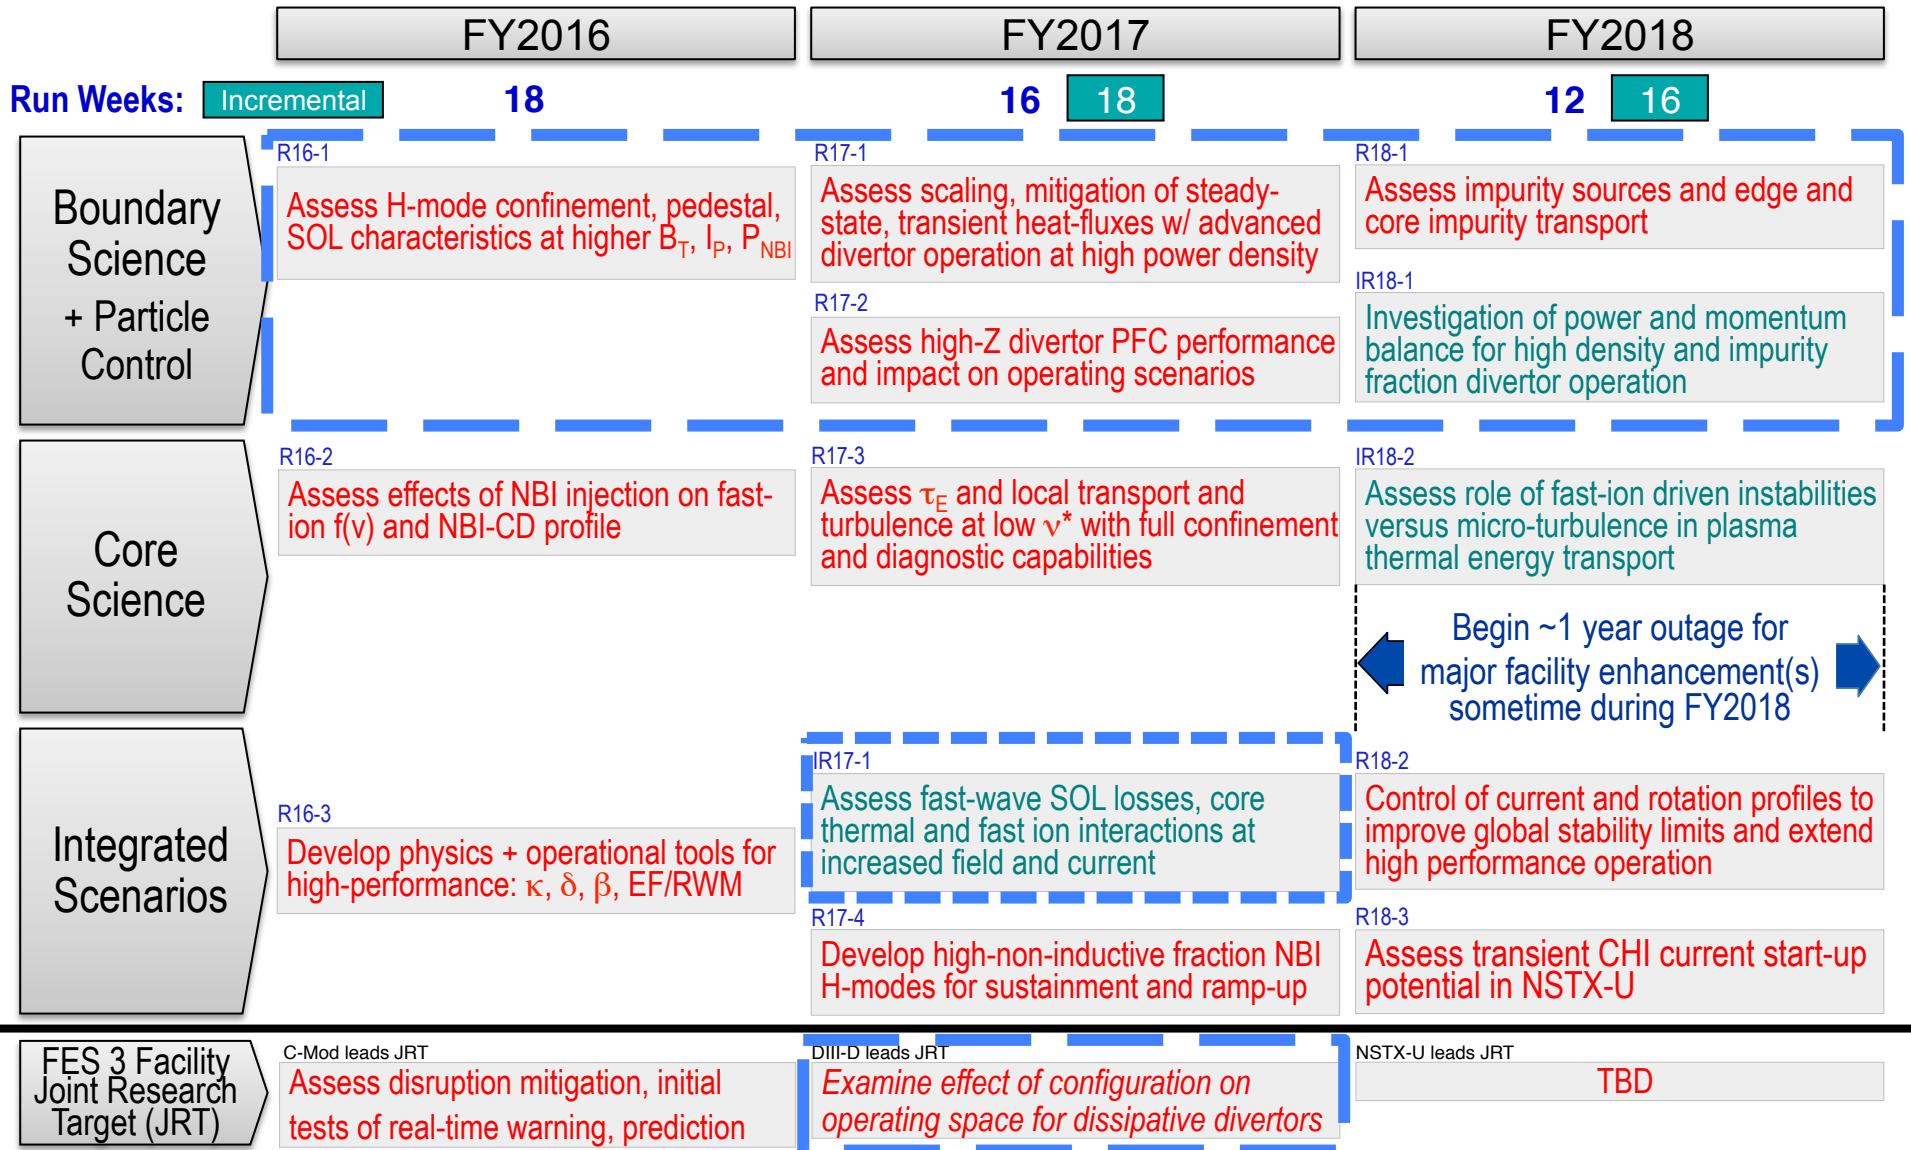 FY2016
FY2017
FY2018
Run Weeks:
Incremental
18
16
18
12
16
Boundary
Science
+ Particle
Control
R16-1
Assess H-mode confinement, pedestal,
SOL characteristics at higher B_T, I_P, P_NBI
R17-1
Assess scaling, mitigation of steady-
state, transient heat-fluxes w/ advanced
divertor operation at high power density
R17-2
Assess high-Z divertor PFC performance
and impact on operating scenarios
R18-1
Assess impurity sources and edge and
core impurity transport
IR18-1
Investigation of power and momentum
balance for high density and impurity
fraction divertor operation
Core
Science
R16-2
Assess effects of NBI injection on fast-
ion f(v) and NBI-CD profile
R17-3
Assess τ_E and local transport and
turbulence at low ν* with full confinement
and diagnostic capabilities
IR18-2
Assess role of fast-ion driven instabilities
versus micro-turbulence in plasma
thermal energy transport
Begin ~1 year outage for
major facility enhancement(s)
sometime during FY2018
Integrated
Scenarios
R16-3
Develop physics + operational tools for
high-performance: κ, δ, β, EF/RWM
IR17-1
Assess fast-wave SOL losses, core
thermal and fast ion interactions at
increased field and current
R17-4
Develop high-non-inductive fraction NBI
H-modes for sustainment and ramp-up
R18-2
Control of current and rotation profiles to
improve global stability limits and extend
high performance operation
R18-3
Assess transient CHI current start-up
potential in NSTX-U
FES 3 Facility
Joint Research
Target (JRT)
C-Mod leads JRT
Assess disruption mitigation, initial
tests of real-time warning, prediction
DIII-D leads JRT
Examine effect of configuration on
operating space for dissipative divertors
NSTX-U leads JRT
TBD